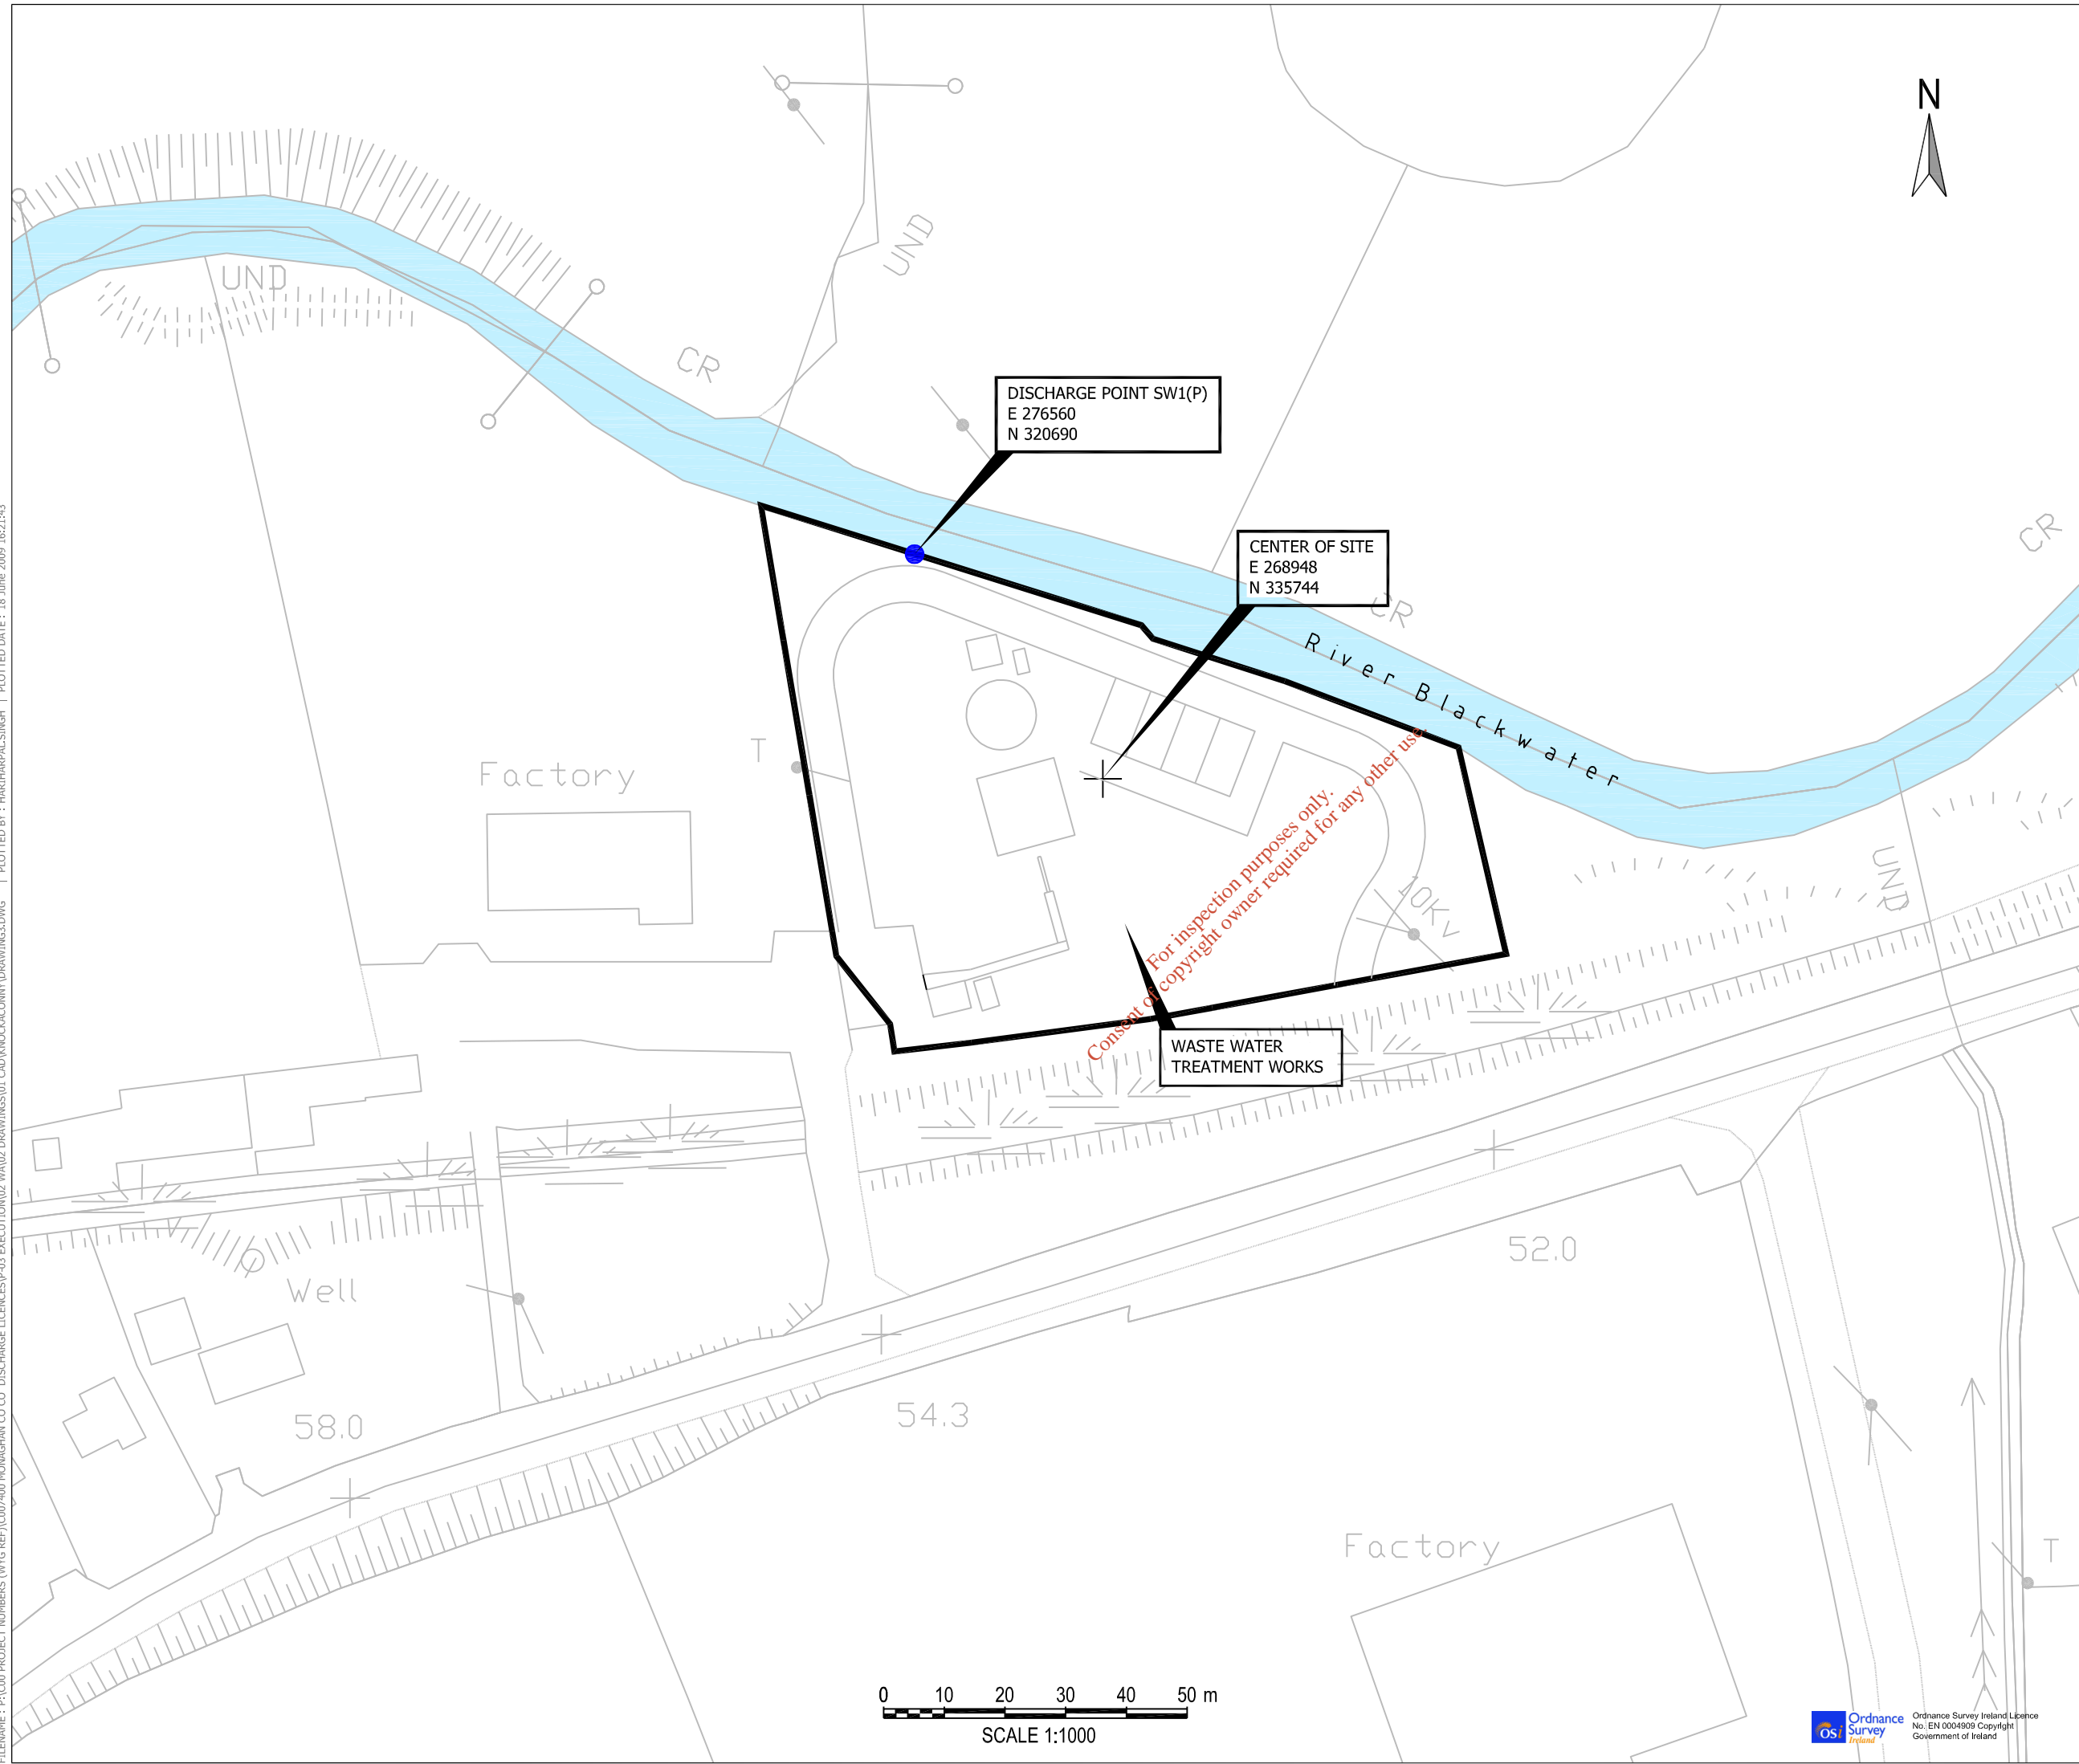 N
UND
UND
CR
DISCHARGE POINT SW1(P)
E 276560
N 320690
CENTER OF SITE
E 268948
N 335744
CR
CR
River Blackwater
T
Factory
UND
10KV
For inspection purposes only.
Consent of copyright owner required for any other use.
WASTE WATER
TREATMENT WORKS
52.0
Well
58.0
54.3
Factory
T
0 10 20 30 40 50 m
SCALE 1:1000
OSi Ordnance
Survey
Ireland
Ordnance Survey Ireland Licence
No. EN 0004909 Copyright
Government of Ireland